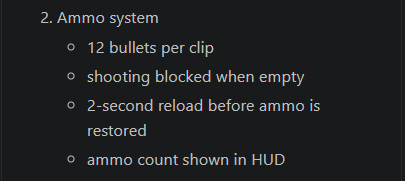 2. Ammo system
○ 12 bullets per clip
○ shooting blocked when empty
○ 2-second reload before ammo is
restored
○ ammo count shown in HUD